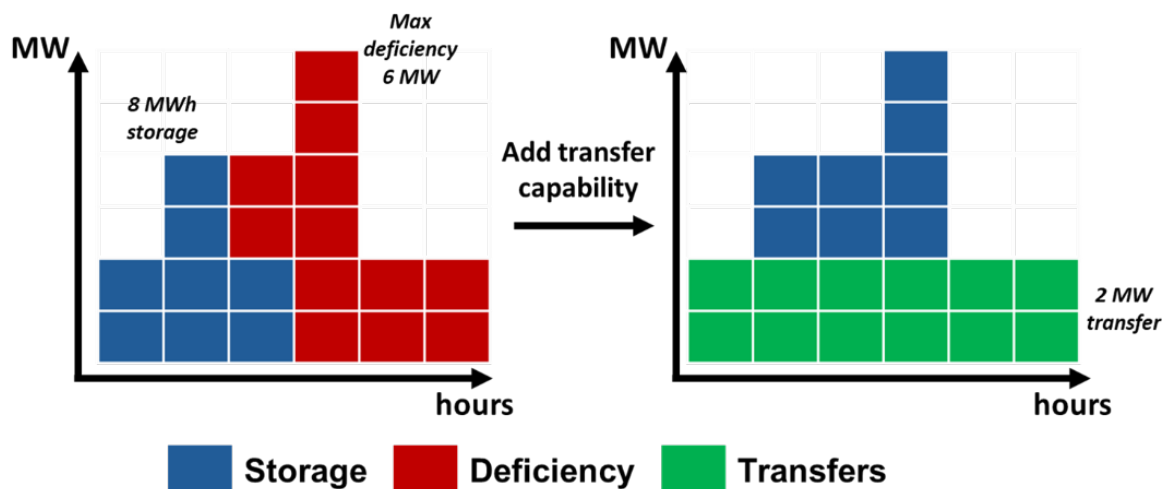 MW
Max
deficiency
6 MW
8 MWh
storage
hours
Add transfer
capability
MW
2 MW
transfer
hours
Storage
Deficiency
Transfers